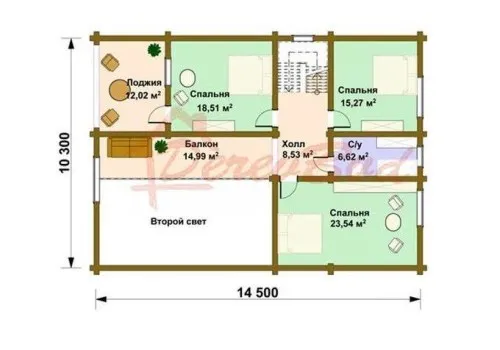 Лоджия
12,02 м²
Спальня
18,51 м²
Спальня
15,27 м²
Балкон
14,99 м²
Холл
8,53 м²
С/у
6,62 м²
Второй свет
Спальня
23,54 м²
10 300
14 500